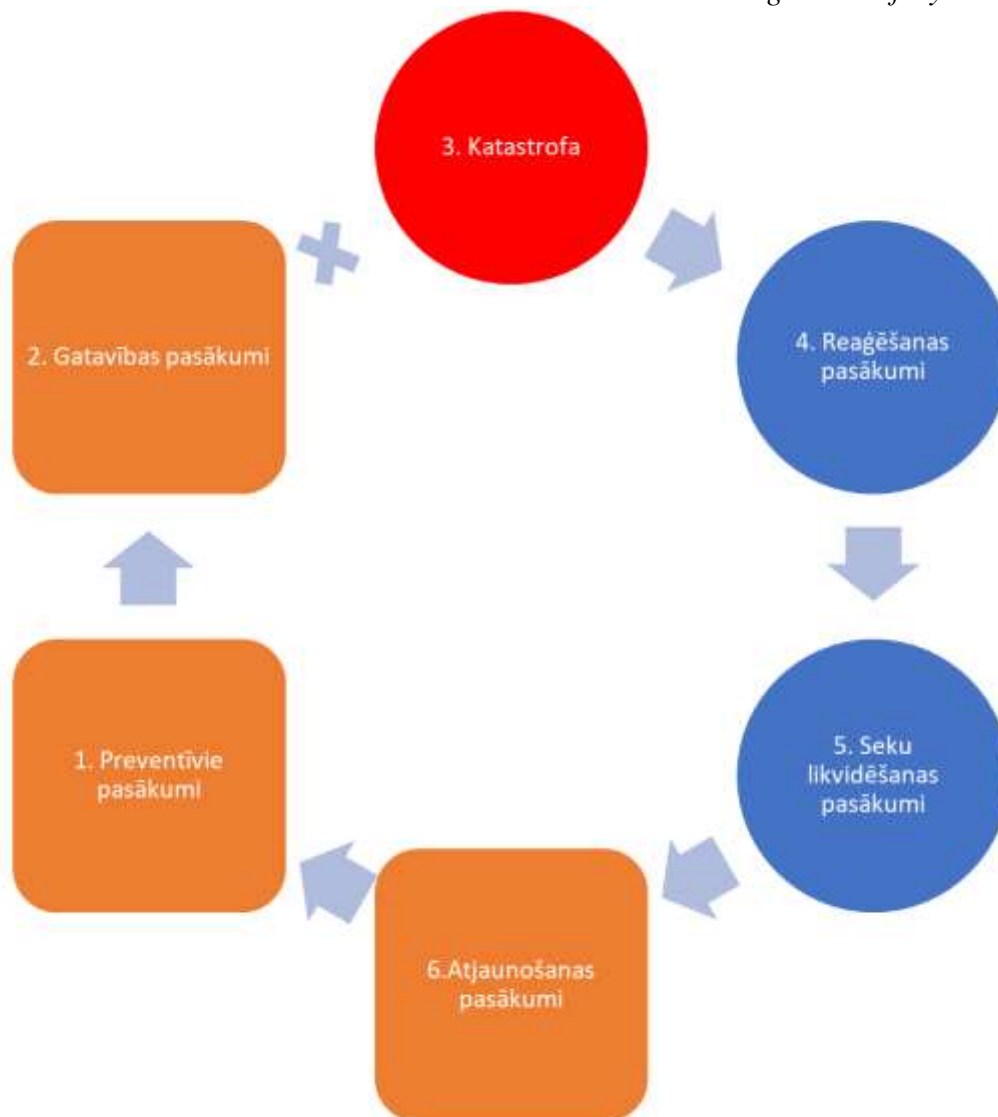 3. Katastrofa
2. Gatavības pasākumi
4. Reaģēšanas
pasākumi
1. Preventīvie
pasākumi
5. Seku
likvidēšanas
pasākumi
6.Atjaunošanas
pasākumi